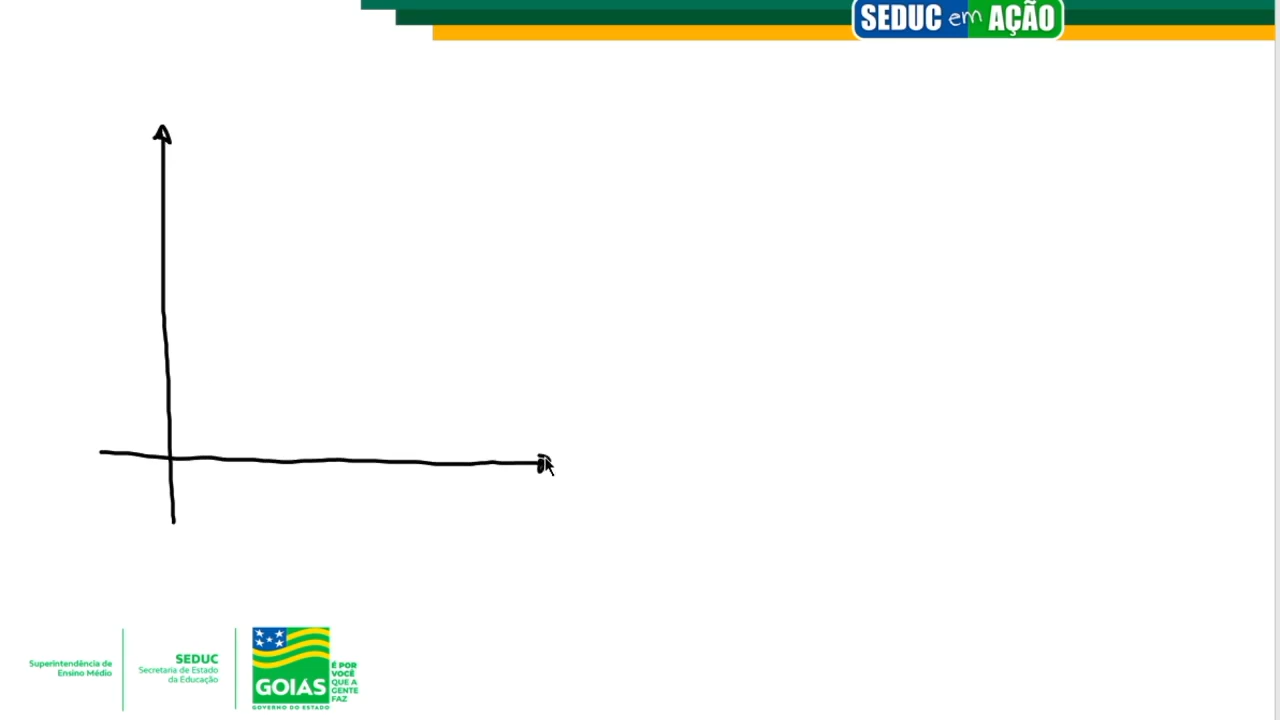 SEDUC em AÇÃO
Superintendência de
Ensino Médio
SEDUC
Secretaria de Estado
da Educação
GOIÁS
GOVERNO DO ESTADO
É POR
VOCÊ
QUE A
GENTE
FAZ